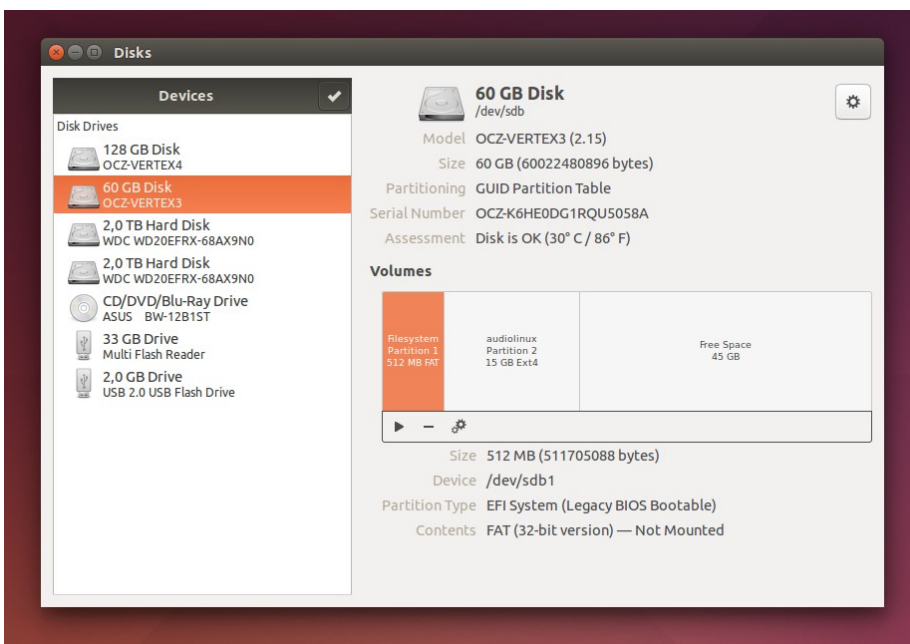 Disks
Devices
Disk Drives
128 GB Disk
OCZ-VERTEX4
60 GB Disk
OCZ-VERTEX3
2,0 TB Hard Disk
WDC WD20EFRX-68AX9N0
2,0 TB Hard Disk
WDC WD20EFRX-68AX9N0
CD/DVD/Blu-Ray Drive
ASUS BW-12B1ST
33 GB Drive
Multi Flash Reader
2,0 GB Drive
USB 2.0 USB Flash Drive
60 GB Disk
/dev/sdb
Model OCZ-VERTEX3 (2.15)
Size 60 GB (60022480896 bytes)
Partitioning GUID Partition Table
Serial Number OCZ-K6HE0DG1RQU5058A
Assessment Disk is OK (30° C / 86° F)
Volumes
Filesystem
Partition 1
512 MB FAT
audiolinux
Partition 2
15 GB Ext4
Free Space
45 GB
Size 512 MB (511705088 bytes)
Device /dev/sdb1
Partition Type EFI System (Legacy BIOS Bootable)
Contents FAT (32-bit version) — Not Mounted